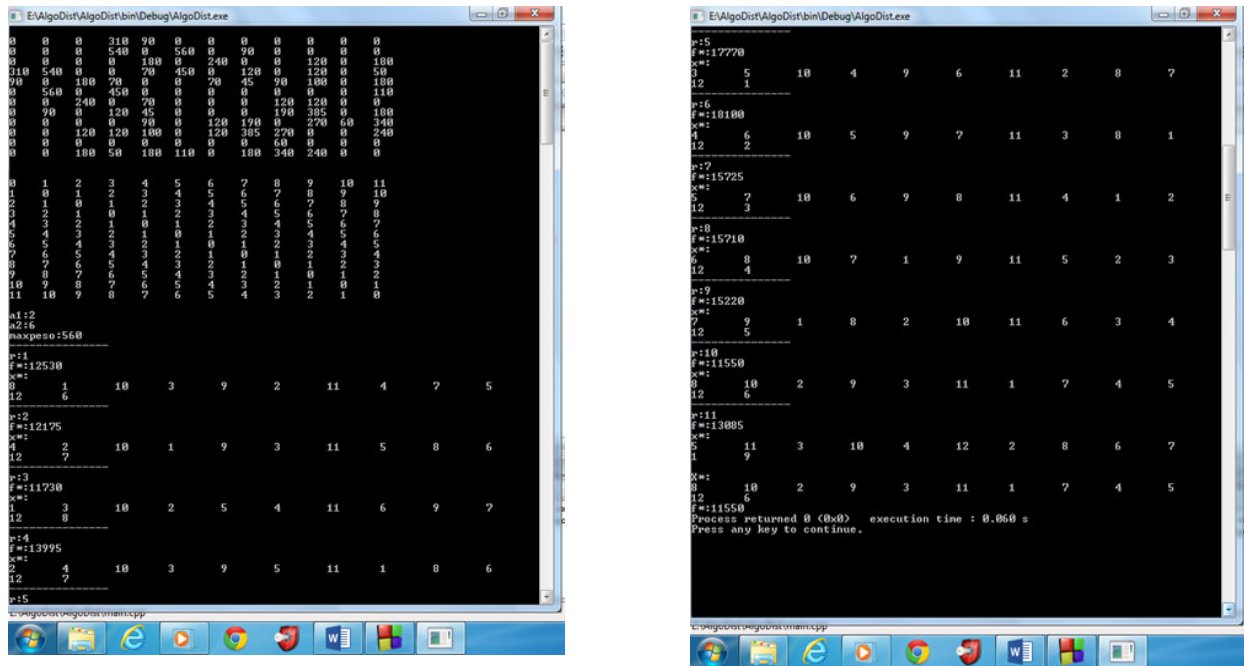 E:\AlgoDist\AlgoDist\bin\Debug\AlgoDist.exe
0 0 0 310 90 0 0 0 0 0 0 0
0 0 0 540 0 560 0 90 0 0 0 0
0 0 0 0 180 0 240 0 0 120 0 180
310 540 0 0 70 450 0 120 0 120 0 50
90 0 180 70 0 0 70 45 90 100 0 180
0 560 0 450 0 0 0 0 0 0 0 110
0 0 240 0 70 0 0 0 120 120 0 0
0 90 0 120 45 0 0 0 190 385 0 180
0 0 0 0 90 0 120 190 0 270 60 340
0 0 120 120 100 0 120 385 270 0 0 240
0 0 0 0 0 0 0 0 60 0 0 0
0 0 180 50 180 110 0 180 340 240 0 0
0 1 2 3 4 5 6 7 8 9 10 11
1 0 1 2 3 4 5 6 7 8 9 10
2 1 0 1 2 3 4 5 6 7 8 9
3 2 1 0 1 2 3 4 5 6 7 8
4 3 2 1 0 1 2 3 4 5 6 7
5 4 3 2 1 0 1 2 3 4 5 6
6 5 4 3 2 1 0 1 2 3 4 5
7 6 5 4 3 2 1 0 1 2 3 4
8 7 6 5 4 3 2 1 0 1 2 3
9 8 7 6 5 4 3 2 1 0 1 2
10 9 8 7 6 5 4 3 2 1 0 1
11 10 9 8 7 6 5 4 3 2 1 0
a1:2
a2:6
maxpeso:560
------------------
r:1
f*:12530
x*:
8 1 10 3 9 2 11 4 7 5
12 6
------------------
r:2
f*:12175
x*:
4 2 10 1 9 3 11 5 8 6
12 7
------------------
r:3
f*:11730
x*:
1 3 10 2 5 4 11 6 9 7
12 8
------------------
r:4
f*:13995
x*:
2 4 10 3 9 5 11 1 8 6
12 7
------------------
r:5
E:\AlgoDist\AlgoDist\main.cpp
E:\AlgoDist\AlgoDist\bin\Debug\AlgoDist.exe
------------------
r:5
f*:17770
x*:
3 5 10 4 9 6 11 2 8 7
12 1
------------------
r:6
f*:18100
x*:
4 6 10 5 9 7 11 3 8 1
12 2
------------------
r:7
f*:15725
x*:
5 7 10 6 9 8 11 4 1 2
12 3
------------------
r:8
f*:15710
x*:
6 8 10 7 1 9 11 5 2 3
12 4
------------------
r:9
f*:15220
x*:
7 9 1 8 2 10 11 6 3 4
12 5
------------------
r:10
f*:11550
x*:
8 10 2 9 3 11 1 7 4 5
12 6
------------------
r:11
f*:13085
x*:
5 11 3 10 4 12 2 8 6 7
1 9
X*:
8 10 2 9 3 11 1 7 4 5
12 6
f*:11550
Process returned 0 (0x0) execution time : 0.060 s
Press any key to continue.
E:\AlgoDist\AlgoDist\main.cpp